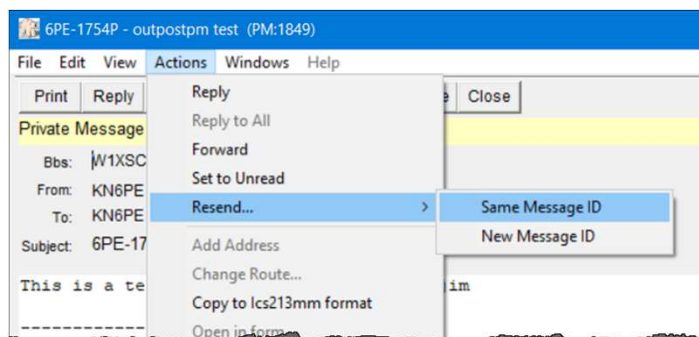 6PE-1754P - outpostpm test (PM:1849)
File Edit View Actions Windows Help
Print Reply Close
Private Message
Bbs: W1XSC
From: KN6PE
To: KN6PE
Subject: 6PE-17
This is a te jim
--------------
Reply
Reply to All
Forward
Set to Unread
Resend... >
Add Address
Change Route...
Copy to Ics213mm format
Open in form
Same Message ID
New Message ID